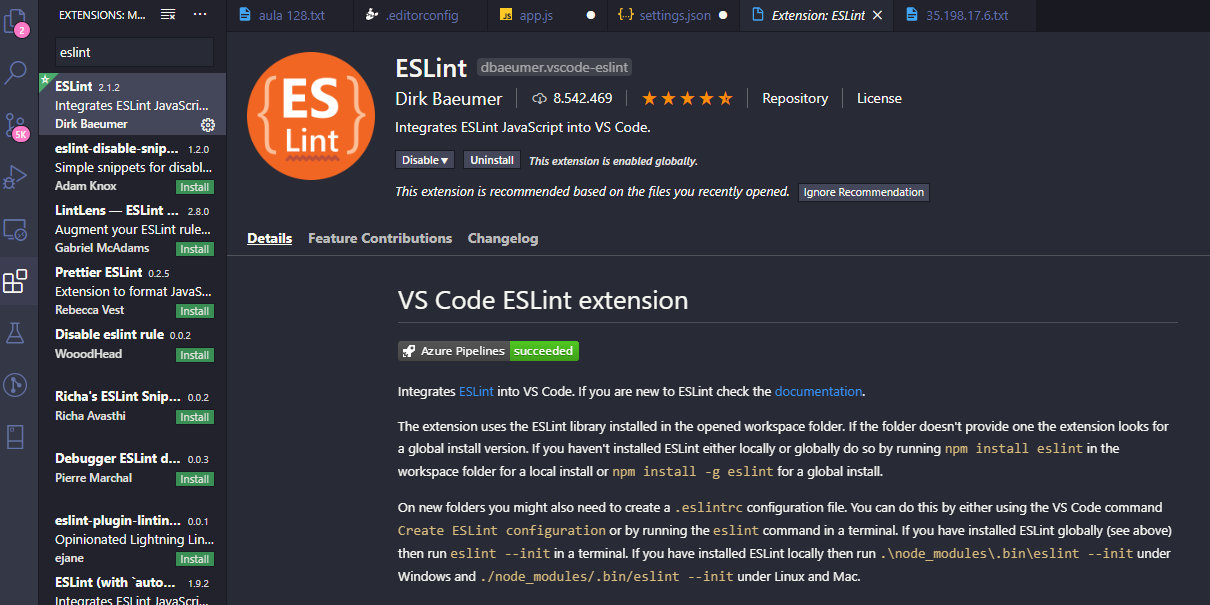 EXTENSIONS: M...
aula 128.txt
.editorconfig
JS app.js
{..} settings.json
Extension: ESLint
35.198.17.6.txt
2
5K
eslint
ESLint 2.1.2
Integrates ESLint JavaScri...
Dirk Baeumer
eslint-disable-snip... 1.2.0
Simple snippets for disabl...
Adam Knox Install
LintLens — ESLint ... 2.8.0
Augment your ESLint rule...
Gabriel McAdams Install
Prettier ESLint 0.2.5
Extension to format JavaS...
Rebecca Vest Install
Disable eslint rule 0.0.2
WooodHead Install
Richa's ESLint Snip... 0.0.2
Richa Avasthi Install
Debugger ESLint d... 0.0.3
Pierre Marchal Install
eslint-plugin-lintin... 0.0.1
Opinionated Lightning Lin...
ejane Install
ESLint (with `auto... 1.9.2
Integrates ESLint JavaScri...
{ES}
Lint
ESLint dbaeumer.vscode-eslint
Dirk Baeumer 8.542.469 Repository License
Integrates ESLint JavaScript into VS Code.
Disable Uninstall This extension is enabled globally.
This extension is recommended based on the files you recently opened. Ignore Recommendation
Details Feature Contributions Changelog
VS Code ESLint extension
Azure Pipelines succeeded
Integrates ESLint into VS Code. If you are new to ESLint check the documentation.
The extension uses the ESLint library installed in the opened workspace folder. If the folder doesn't provide one the extension looks for
a global install version. If you haven't installed ESLint either locally or globally do so by running npm install eslint in the
workspace folder for a local install or npm install -g eslint for a global install.
On new folders you might also need to create a .eslintrc configuration file. You can do this by either using the VS Code command
Create ESLint configuration or by running the eslint command in a terminal. If you have installed ESLint globally (see above)
then run eslint --init in a terminal. If you have installed ESLint locally then run .\node_modules\.bin\eslint --init under
Windows and ./node_modules/.bin/eslint --init under Linux and Mac.